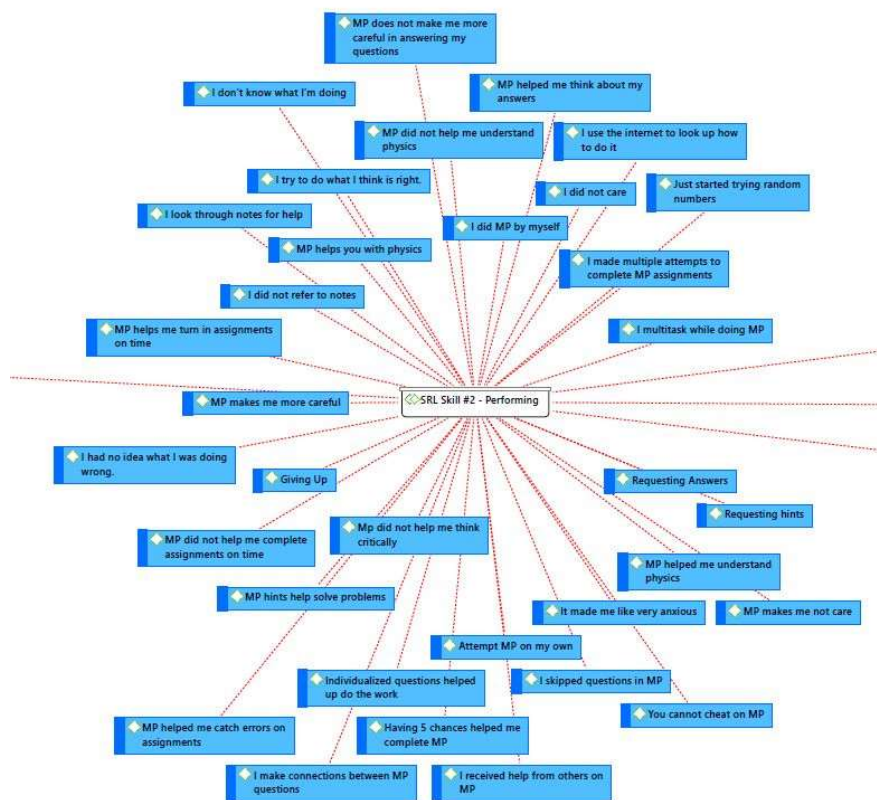 MP does not make me more
careful in answering my
questions
I don't know what I'm doing
MP helped me think about my
answers
MP did not help me understand
physics
I use the internet to look up how
to do it
I try to do what I think is right.
I did not care
Just started trying random
numbers
I look through notes for help
I did MP by myself
MP helps you with physics
I made multiple attempts to
complete MP assignments
I did not refer to notes
MP helps me turn in assignments
on time
I multitask while doing MP
MP makes me more careful
SRL Skill #2 - Performing
I had no idea what I was doing
wrong.
Giving Up
Requesting Answers
Requesting hints
MP did not help me complete
assignments on time
Mp did not help me think
critically
MP helped me understand
physics
MP hints help solve problems
It made me like very anxious
MP makes me not care
Attempt MP on my own
Individualized questions helped
up do the work
I skipped questions in MP
You cannot cheat on MP
MP helped me catch errors on
assignments
Having 5 chances helped me
complete MP
I make connections between MP
questions
I received help from others on
MP